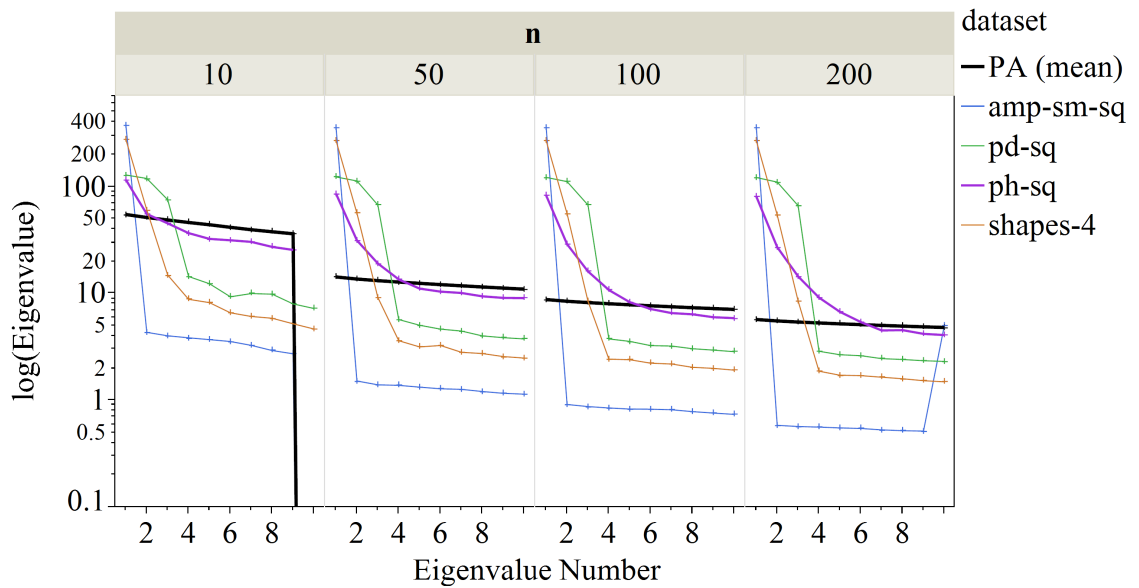 n
10 50 100 200
dataset
PA (mean)
amp-sm-sq
pd-sq
ph-sq
shapes-4
log(Eigenvalue)
400
200
100
50
20
10
5
2
1
0.5
0.1
2 4 6 8 2 4 6 8 2 4 6 8 2 4 6 8
Eigenvalue Number